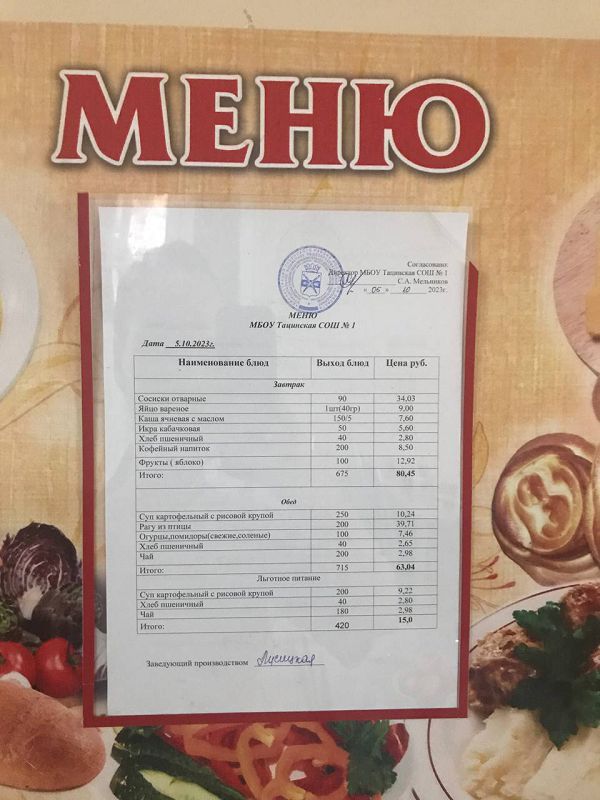 МЕНЮ
Согласовано:
Директор МБОУ Тацинская СОШ № 1
С.А. Мельников
« 05 » 10 2023г.
МЕНЮ
МБОУ Тацинская СОШ № 1
Дата 5.10.2023г.
Наименование блюд Выход блюд Цена руб.
Завтрак
Сосиски отварные 90 34,03
Яйцо вареное 1шт(40гр) 9,00
Каша ячневая с маслом 150/5 7,60
Икра кабачковая 50 5,60
Хлеб пшеничный 40 2,80
Кофейный напиток 200 8,50
Фрукты ( яблоко) 100 12,92
Итого: 675 80,45
Обед
Суп картофельный с рисовой крупой 250 10,24
Рагу из птицы 200 39,71
Огурцы,помидоры(свежие,соленые) 100 7,46
Хлеб пшеничный 40 2,65
Чай 200 2,98
Итого: 715 63,04
Льготное питание
Суп картофельный с рисовой крупой 200 9,22
Хлеб пшеничный 40 2,80
Чай 180 2,98
Итого: 420 15,0
Заведующий производством